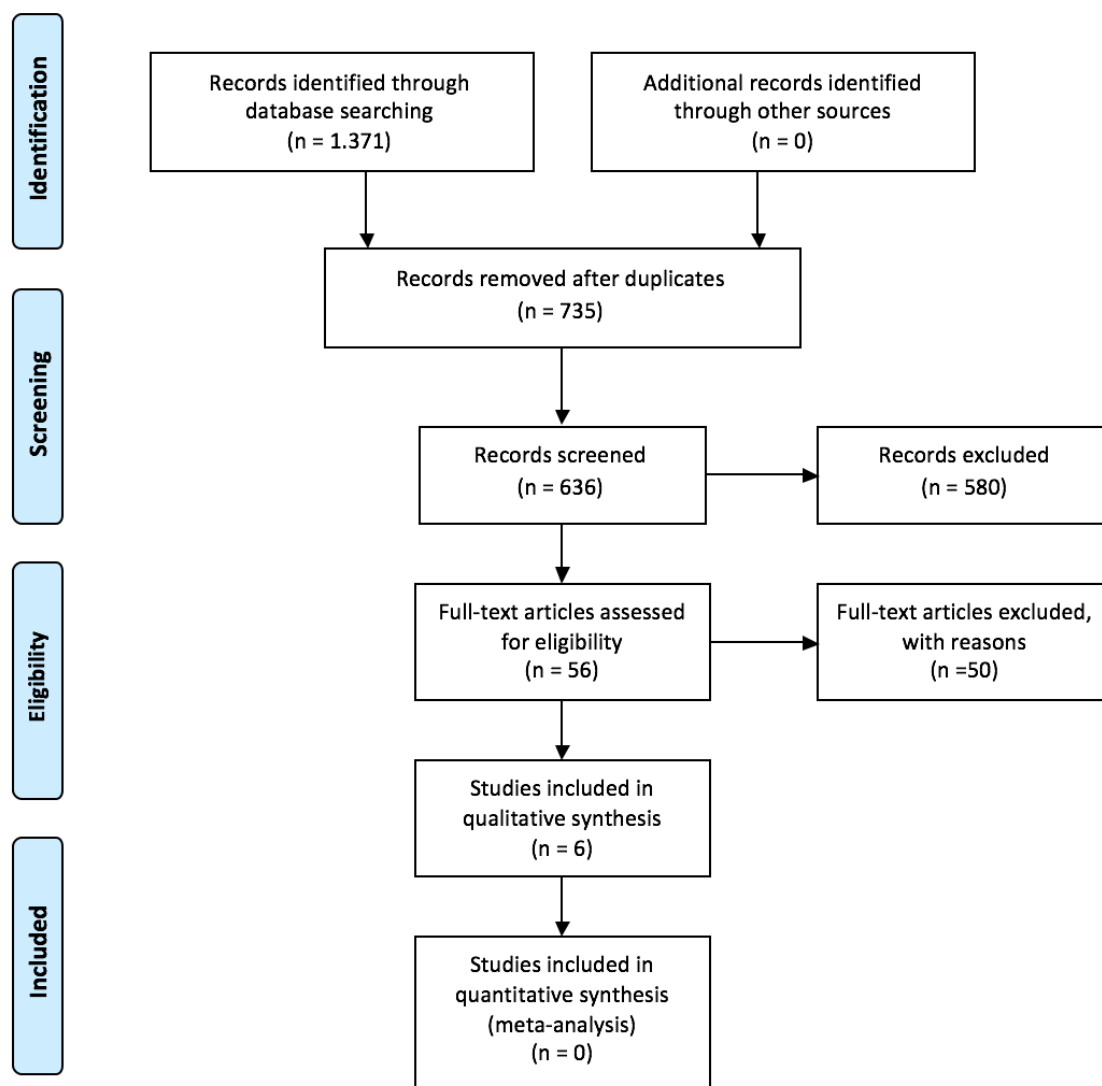 Identification
Records identified through
database searching
(n = 1.371)
Additional records identified
through other sources
(n = 0)
Records removed after duplicates
(n = 735)
Screening
Records screened
(n = 636)
Records excluded
(n = 580)
Eligibility
Full-text articles assessed
for eligibility
(n = 56)
Full-text articles excluded,
with reasons
(n =50)
Studies included in
qualitative synthesis
(n = 6)
Included
Studies included in
quantitative synthesis
(meta-analysis)
(n = 0)